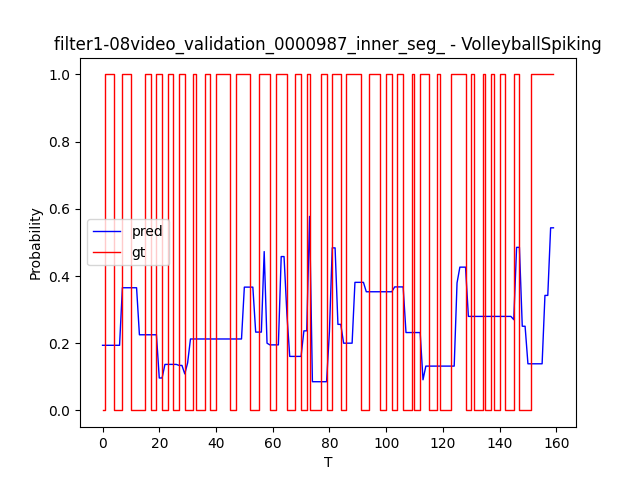 filter1-08video_validation_0000987_inner_seg_ - VolleyballSpiking
1.0
0.8
0.6
0.4
0.2
0.0
Probability
pred
gt
0 20 40 60 80 100 120 140 160
T